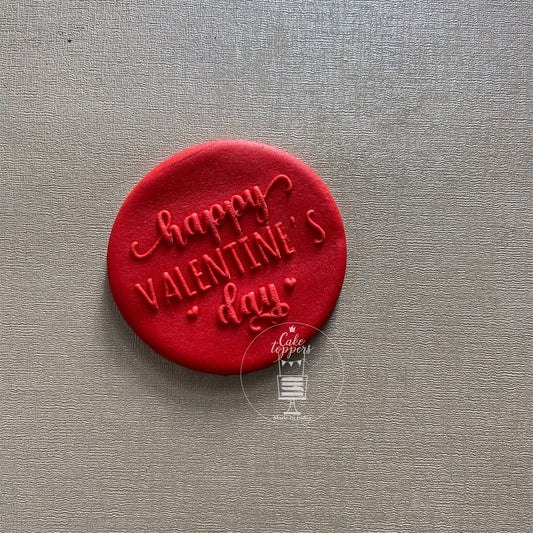 happy
VALENTINE'S
day
Cake
toppers